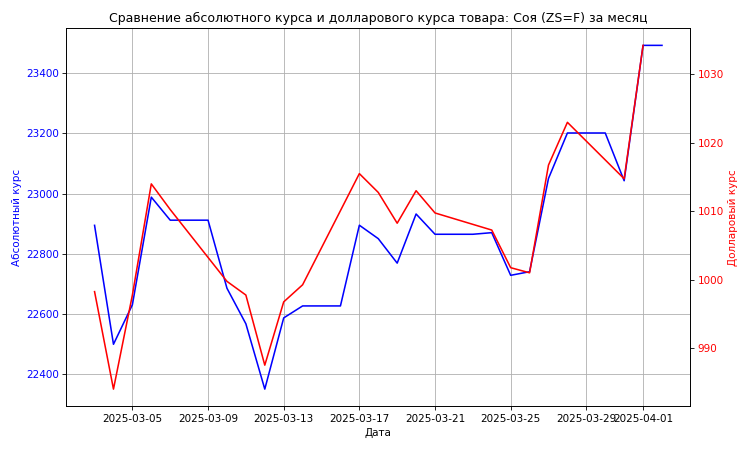 Сравнение абсолютного курса и долларового курса товара: Соя (ZS=F) за месяц
23400
23200
23000
22800
22600
22400
Абсолютный курс
1030
1020
1010
1000
990
Долларовый курс
2025-03-05 2025-03-09 2025-03-13 2025-03-17 2025-03-21 2025-03-25 2025-03-29 2025-04-01
Дата